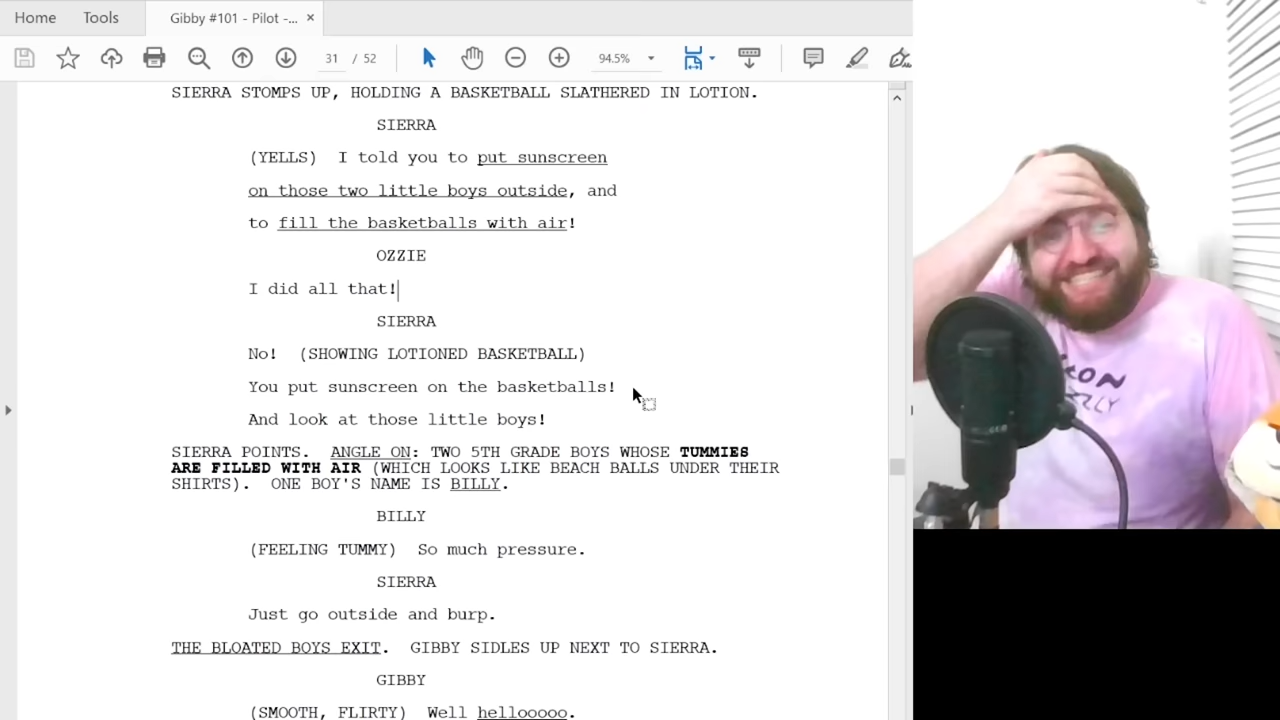 Home Tools Gibby #101 - Pilot -... ×
31 / 52 94.5%
SIERRA STOMPS UP, HOLDING A BASKETBALL SLATHERED IN LOTION.
SIERRA
(YELLS) I told you to put sunscreen
on those two little boys outside, and
to fill the basketballs with air!
OZZIE
I did all that!
SIERRA
No! (SHOWING LOTIONED BASKETBALL)
You put sunscreen on the basketballs!
And look at those little boys!
SIERRA POINTS. ANGLE ON: TWO 5TH GRADE BOYS WHOSE TUMMIES
ARE FILLED WITH AIR (WHICH LOOKS LIKE BEACH BALLS UNDER THEIR
SHIRTS). ONE BOY'S NAME IS BILLY.
BILLY
(FEELING TUMMY) So much pressure.
SIERRA
Just go outside and burp.
THE BLOATED BOYS EXIT. GIBBY SIDLES UP NEXT TO SIERRA.
GIBBY
(SMOOTH, FLIRTY) Well hellooooo.